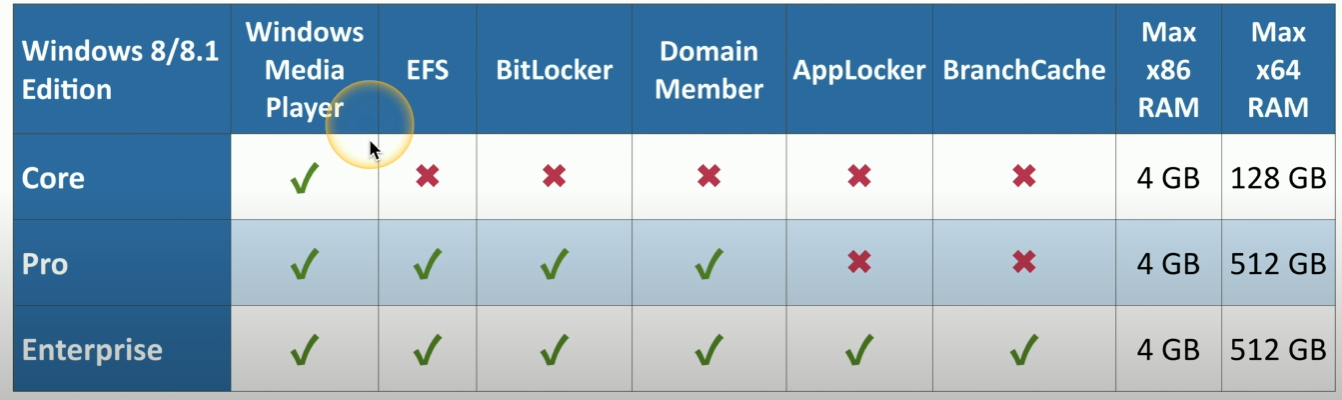 Windows 8/8.1 Edition | Windows Media Player | EFS | BitLocker | Domain Member | AppLocker | BranchCache | Max x86 RAM | Max x64 RAM
Core | ✓ | ✖ | ✖ | ✖ | ✖ | ✖ | 4 GB | 128 GB
Pro | ✓ | ✓ | ✓ | ✓ | ✖ | ✖ | 4 GB | 512 GB
Enterprise | ✓ | ✓ | ✓ | ✓ | ✓ | ✓ | 4 GB | 512 GB